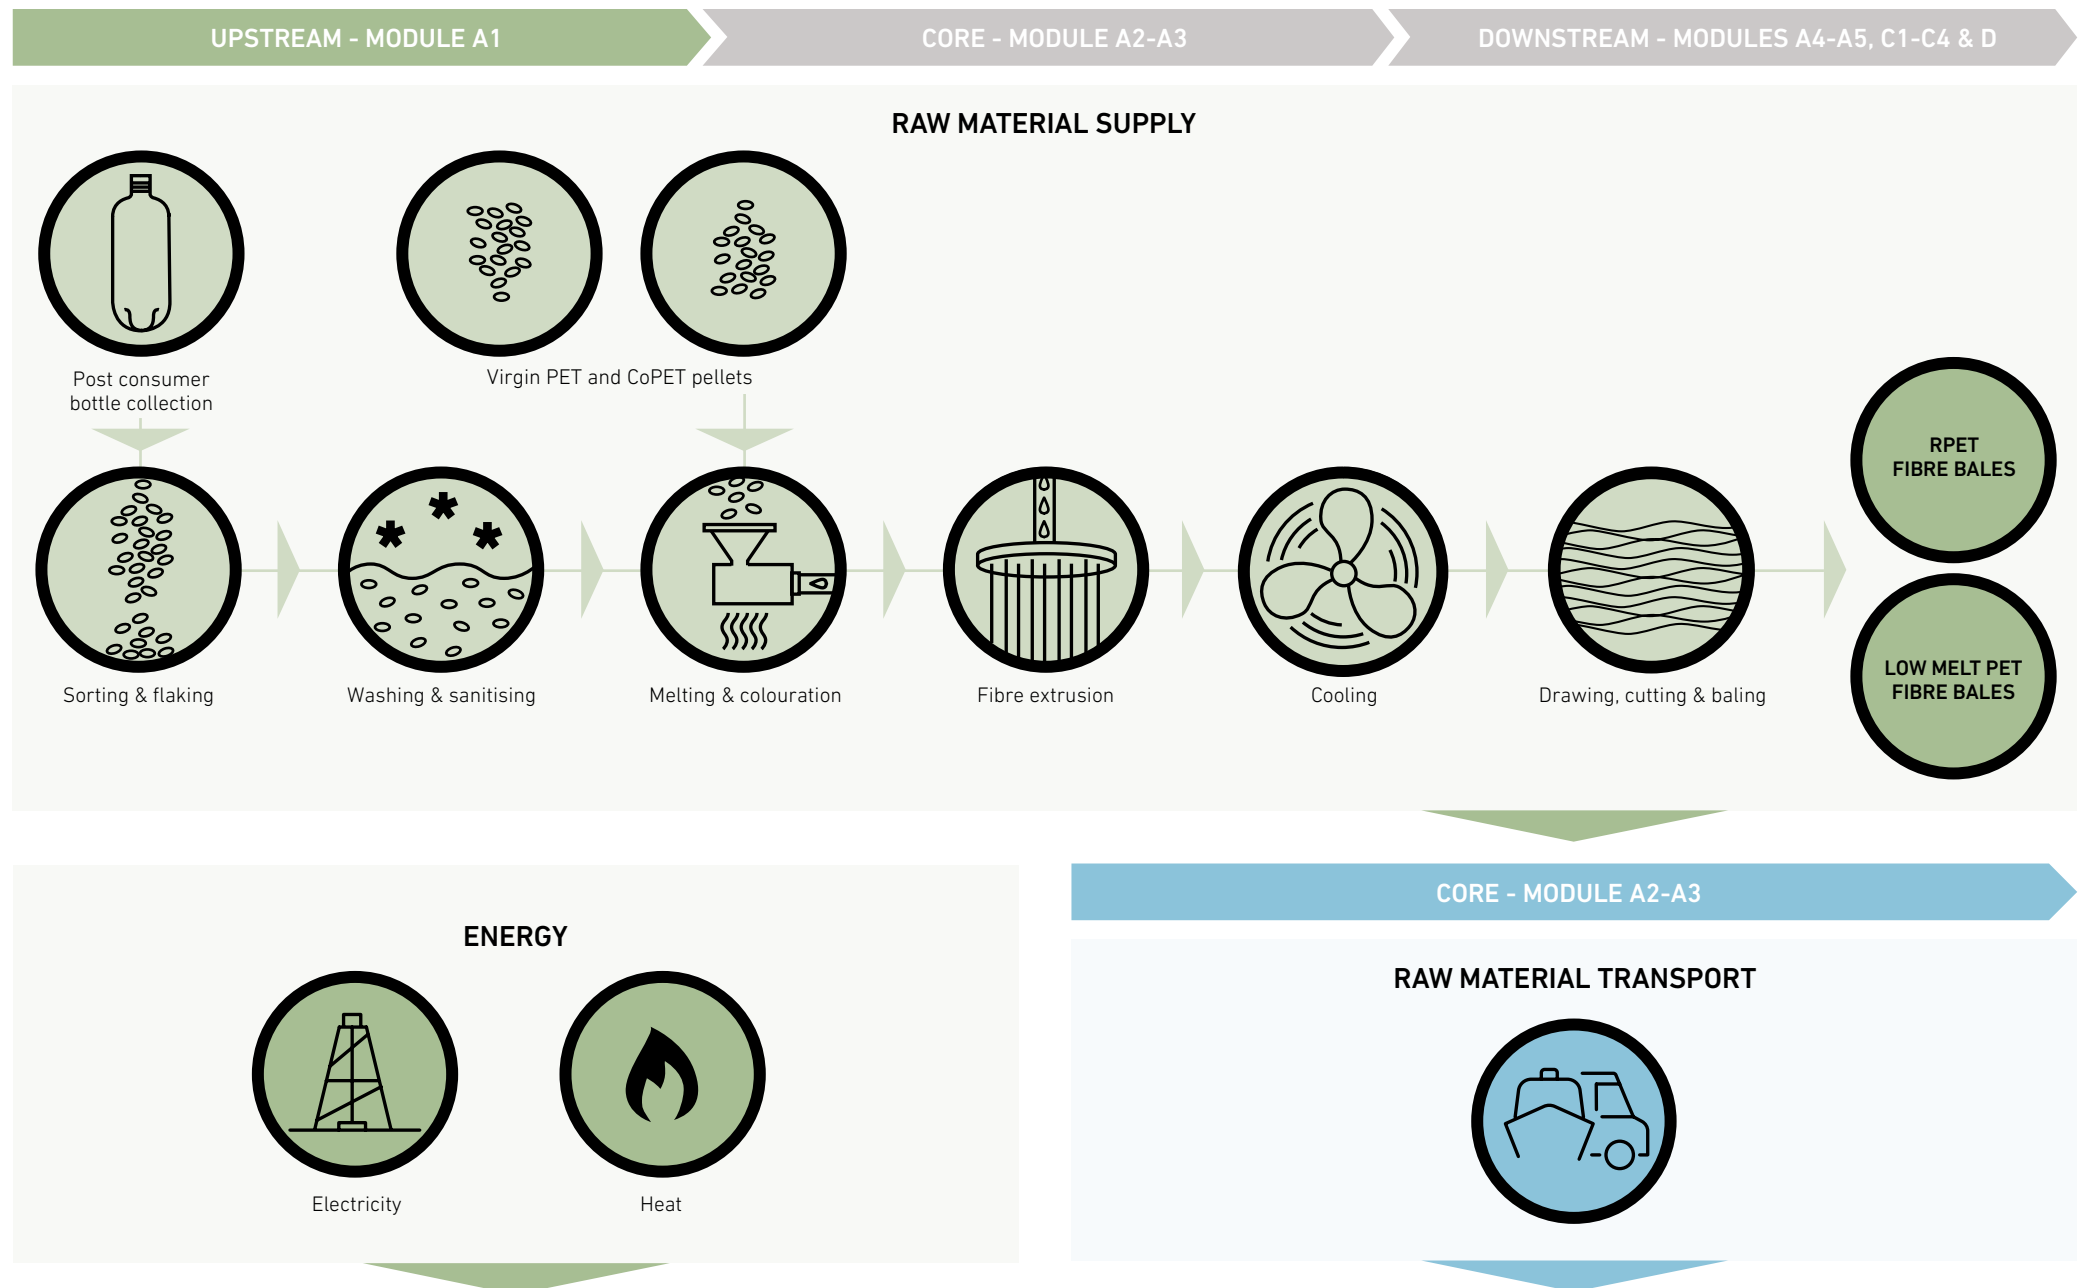 UPSTREAM - MODULE A1
CORE - MODULE A2-A3
DOWNSTREAM - MODULES A4-A5, C1-C4 & D
RAW MATERIAL SUPPLY
Post consumer
bottle collection
Virgin PET and CoPET pellets
Sorting & flaking
Washing & sanitising
Melting & colouration
Fibre extrusion
Cooling
Drawing, cutting & baling
RPET
FIBRE BALES
LOW MELT PET
FIBRE BALES
ENERGY
Electricity
Heat
CORE - MODULE A2-A3
RAW MATERIAL TRANSPORT